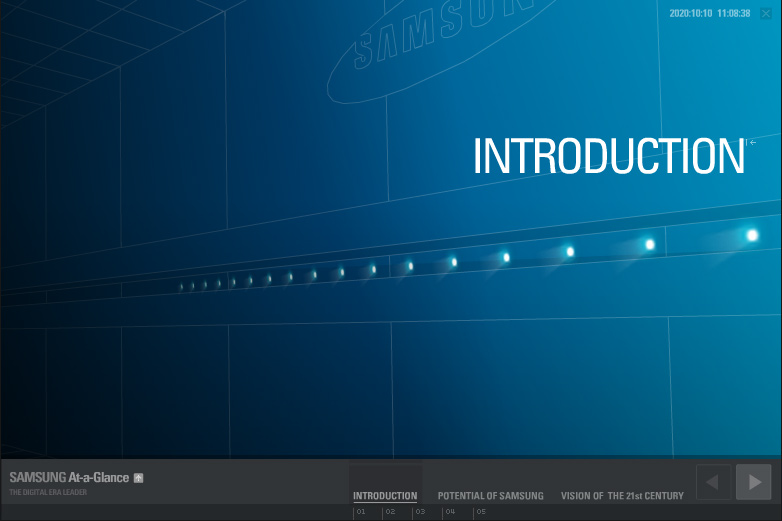 2020:10:10 11:08:38
SAMSUNG
INTRODUCTION
SAMSUNG At-a-Glance
THE DIGITAL ERA LEADER
INTRODUCTION POTENTIAL OF SAMSUNG VISION OF THE 21st CENTURY
01 02 03 04 05